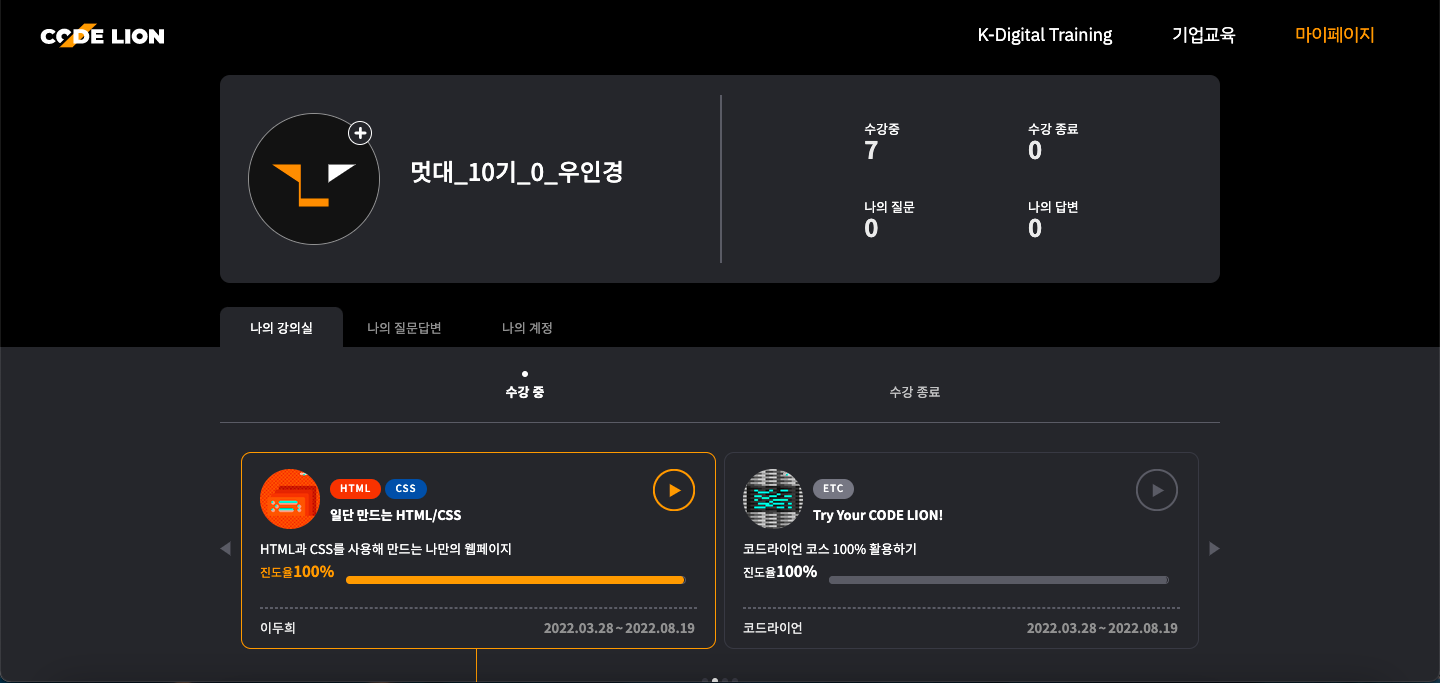 CODE LION
K-Digital Training
기업교육
마이페이지
멋대_10기_0_우인경
수강중
7
수강 종료
0
나의 질문
0
나의 답변
0
나의 강의실
나의 질문답변
나의 계정
수강 중
수강 종료
HTML CSS
일단 만드는 HTML/CSS
HTML과 CSS를 사용해 만드는 나만의 웹페이지
진도율100%
이두희
2022.03.28 ~ 2022.08.19
ETC
Try Your CODE LION!
코드라이언 코스 100% 활용하기
진도율100%
코드라이언
2022.03.28 ~ 2022.08.19